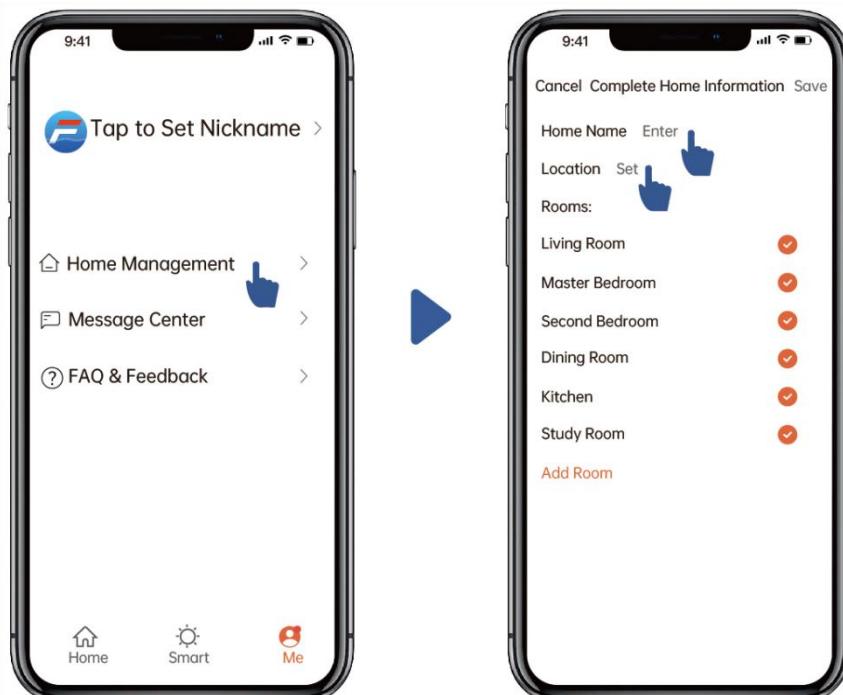 9:41
Tap to Set Nickname
Home Management
Message Center
FAQ & Feedback
Home Smart Me
9:41
Cancel Complete Home Information Save
Home Name Enter
Location Set
Rooms:
Living Room
Master Bedroom
Second Bedroom
Dining Room
Kitchen
Study Room
Add Room